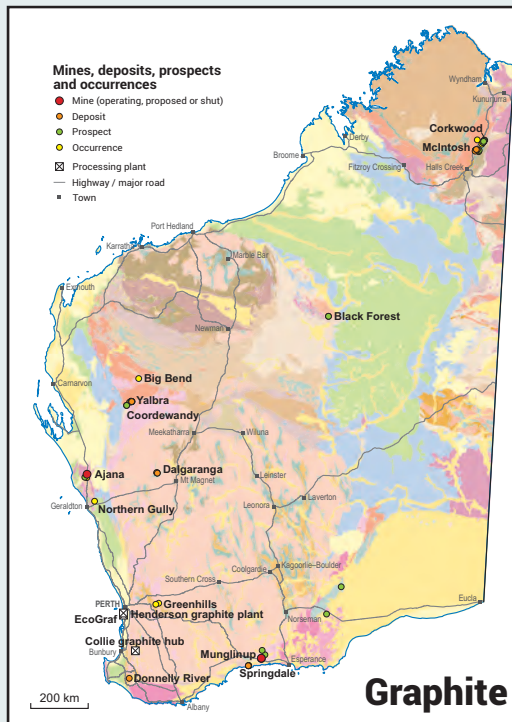 Mines, deposits, prospects
and occurrences
Mine (operating, proposed or shut)
Deposit
Prospect
Occurrence
Processing plant
Highway / major road
Town
Wyndham
Kununurra
Corkwood
McIntosh
Derby
Broome
Fitzroy Crossing
Halls Creek
Port Hedland
Karratha
Marble Bar
Exmouth
Black Forest
Newman
Big Bend
Carnarvon
Yalbra
Coordewandy
Meekatharra
Wiluna
Ajana
Dalgaranga
Mt Magnet
Leinster
Northern Gully
Geraldton
Leonora
Laverton
Coolgardie
Kagoorlie–Boulder
Southern Cross
PERTH
Greenhills
Henderson graphite plant
EcoGraf
Norseman
Eucla
Collie graphite hub
Bunbury
Munglinup
Esperance
Springdale
Donnelly River
Albany
200 km
Graphite